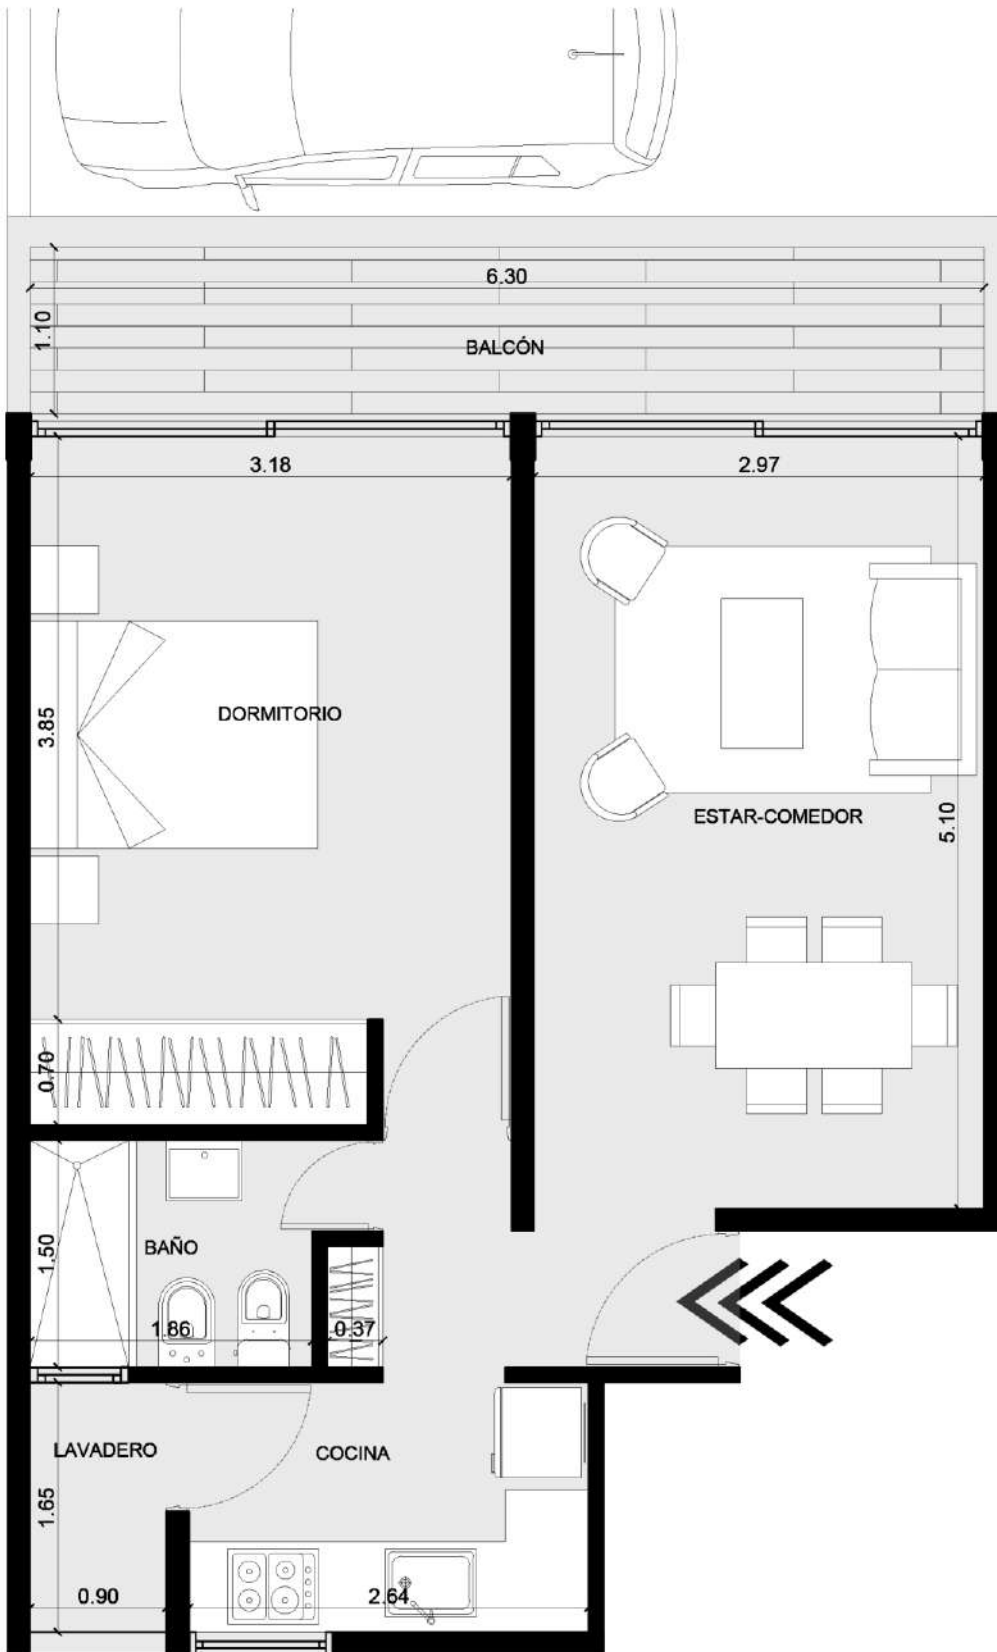 6.30
1.10
BALCÓN
3.18
2.97
DORMITORIO
3.85
ESTAR-COMEDOR
5.10
0.70
BAÑO
1.50
1.86
0.37
LAVADERO
COCINA
1.65
0.90
2.64